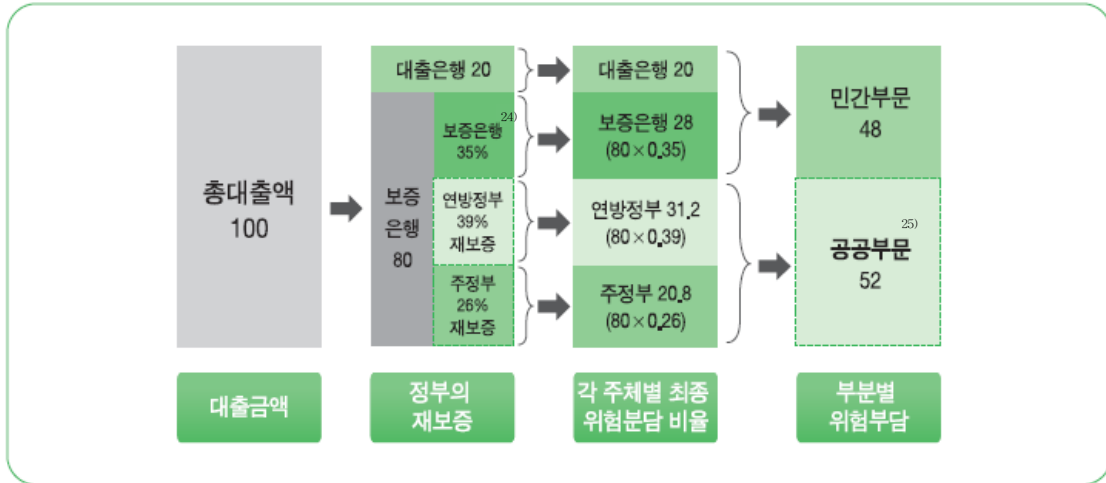 총대출액
100
대출은행 20
보증
은행
80
보증은행24)
35%
연방정부
39%
재보증
주정부
26%
재보증
대출은행 20
보증은행 28
(80×0.35)
연방정부 31.2
(80×0.39)
주정부 20.8
(80×0.26)
민간부문
48
공공부문25)
52
대출금액
정부의
재보증
각 주체별 최종
위험분담 비율
부분별
위험부담